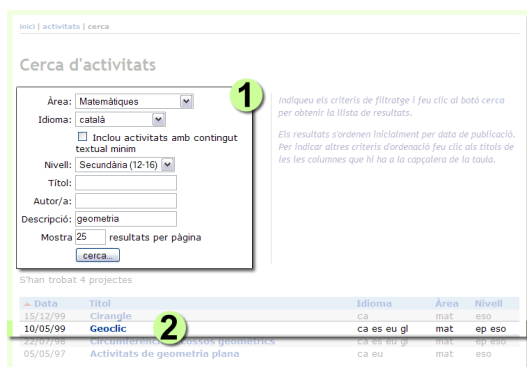 inici | activitats | cerca
Cerca d'activitats
1
Àrea: Matemàtiques
Idioma: català
Inclou activitats amb contingut
textual mínim
Nivell: Secundària (12-16)
Títol:
Autor/a:
Descripció: geometria
Mostra 25 resultats per pàgina
cerca...
Indiqueu els criteris de filtratge i feu clic al botó cerca
per obtenir la llista de resultats.
Els resultats s'ordenen inicialment per data de publicació.
Per indicar altres criteris d'ordenació feu clic als títols de
les les columnes que hi ha a la capçalera de la taula.
S'han trobat 4 projectes
Data Títol Idioma Àrea Nivell
15/12/99 Cirangle ca mat eso
10/05/99 Geoclic 2 ca es eu gl mat ep eso
22/07/98 ca es eu gl mat ep eso
05/05/97 Activitats de geometria plana ca eu mat eso